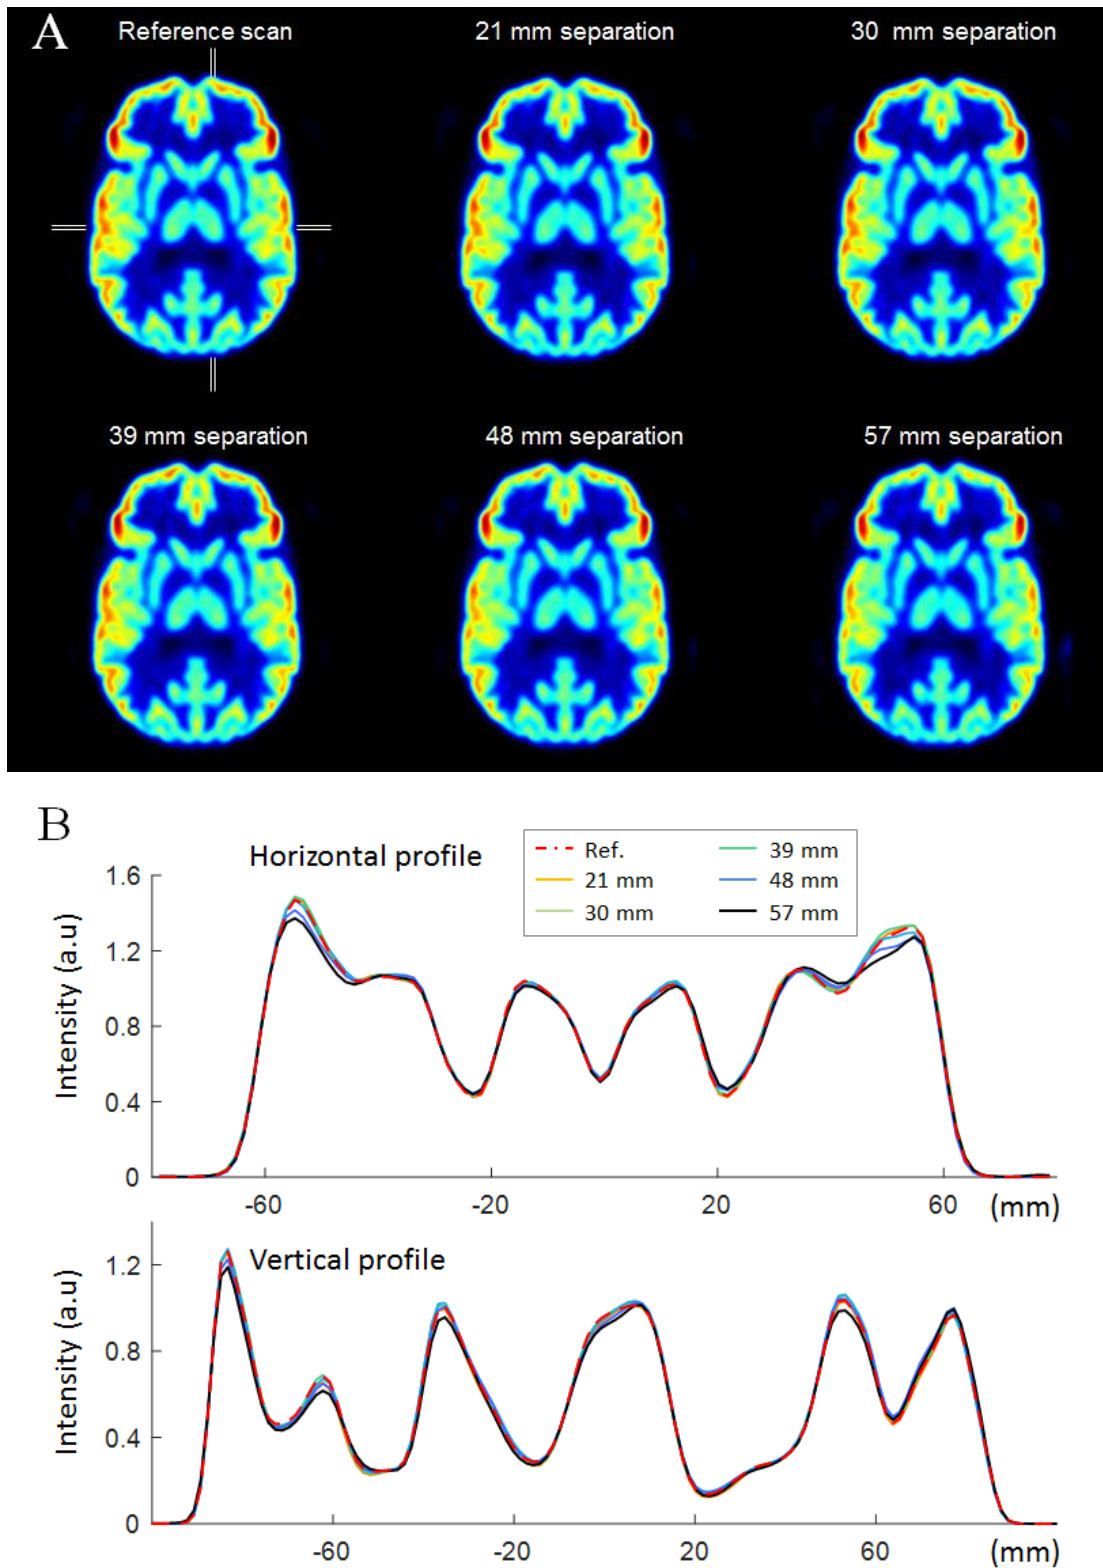 A
Reference scan
21 mm separation
30 mm separation
39 mm separation
48 mm separation
57 mm separation
B
Horizontal profile
Ref.
21 mm
30 mm
39 mm
48 mm
57 mm
Intensity (a.u)
1.6
1.2
0.8
0.4
0
-60
-20
20
60
(mm)
Vertical profile
Intensity (a.u)
1.2
0.8
0.4
0
-60
-20
20
60
(mm)